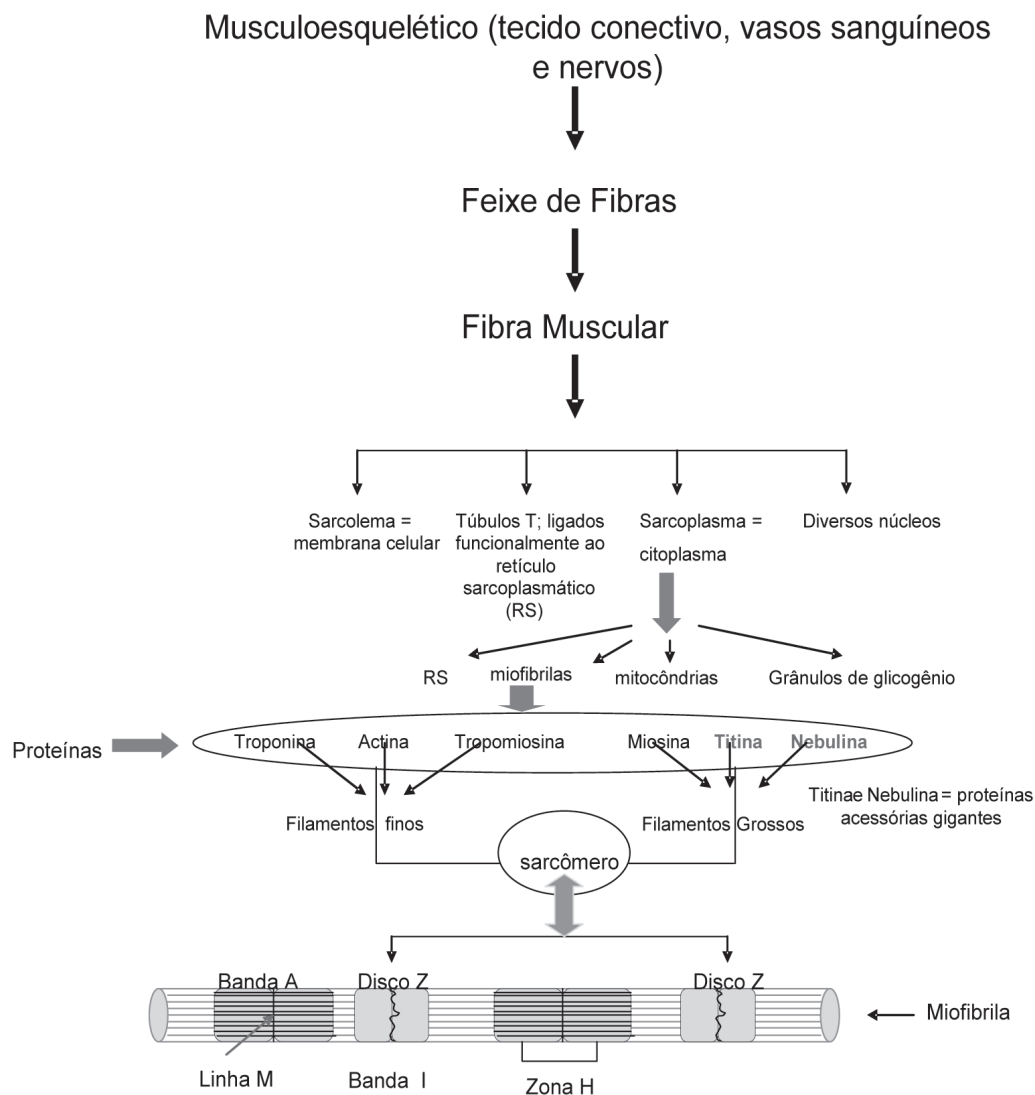 Musculoesquelético (tecido conectivo, vasos sanguíneos
e nervos)
Feixe de Fibras
Fibra Muscular
Sarcolema =
membrana celular
Túbulos T; ligados
funcionalmente ao
retículo
sarcoplasmático
(RS)
Sarcoplasma =
citoplasma
Diversos núcleos
RS
miofibrilas
mitocôndrias
Grânulos de glicogênio
Proteínas
Troponina
Actina
Tropomiosina
Miosina
Titina
Nebulina
Filamentos finos
Filamentos Grossos
Titinae Nebulina = proteínas
acessórias gigantes
sarcômero
Banda A
Disco Z
Disco Z
Miofibrila
Linha M
Banda I
Zona H